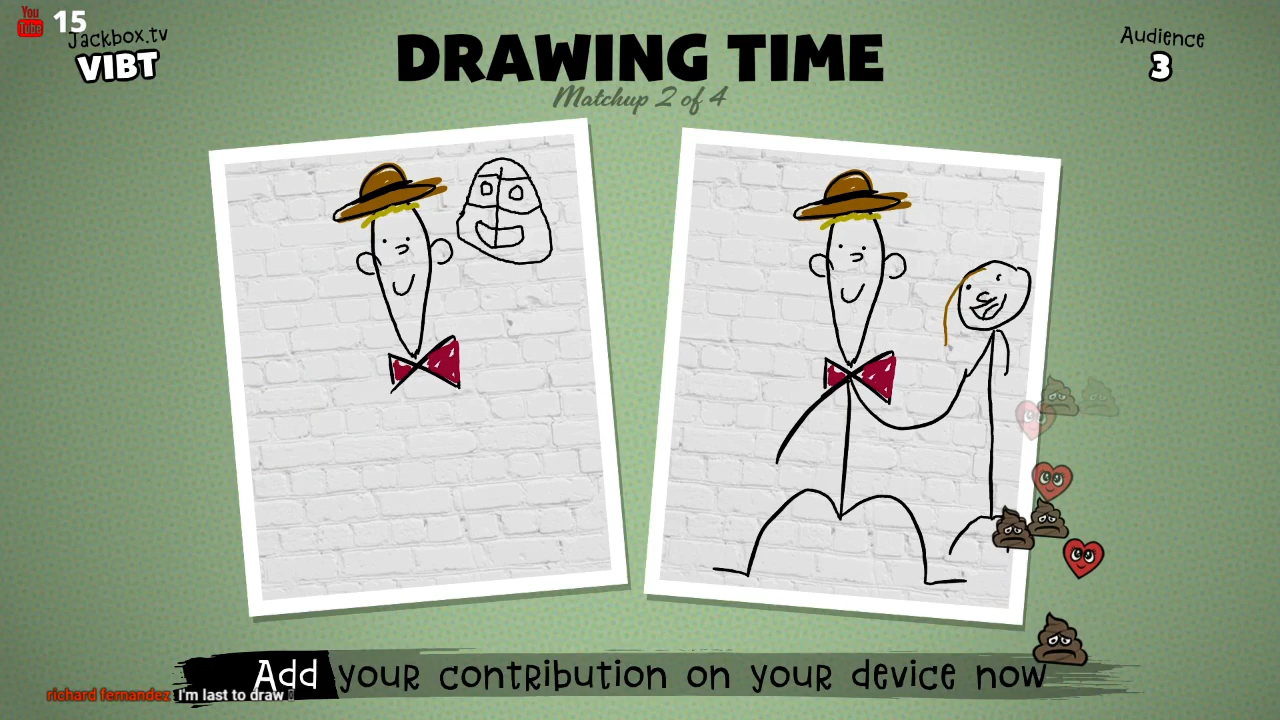 You
Tube
15
Jackbox.tv
VIBT
DRAWING TIME
Matchup 2 of 4
Audience
3
Add your contribution on your device now
richard fernandez I'm last to draw